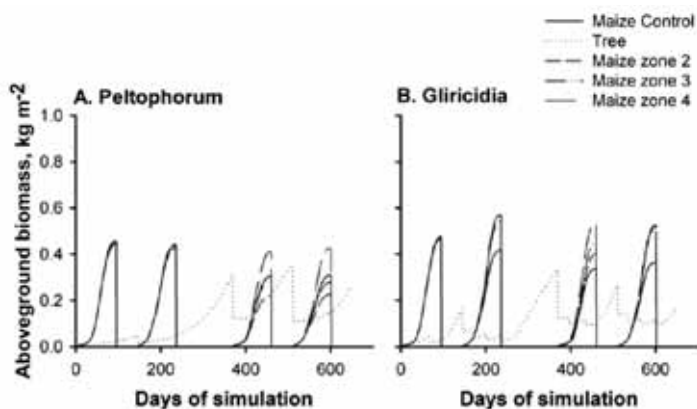 Maize Control
Tree
Maize zone 2
Maize zone 3
Maize zone 4
A. Peltophorum
B. Gliricidia
Aboveground biomass, kg m-2
1.0
0.8
0.6
0.4
0.2
0.0
0 200 400 600
0 200 400 600
Days of simulation
Days of simulation